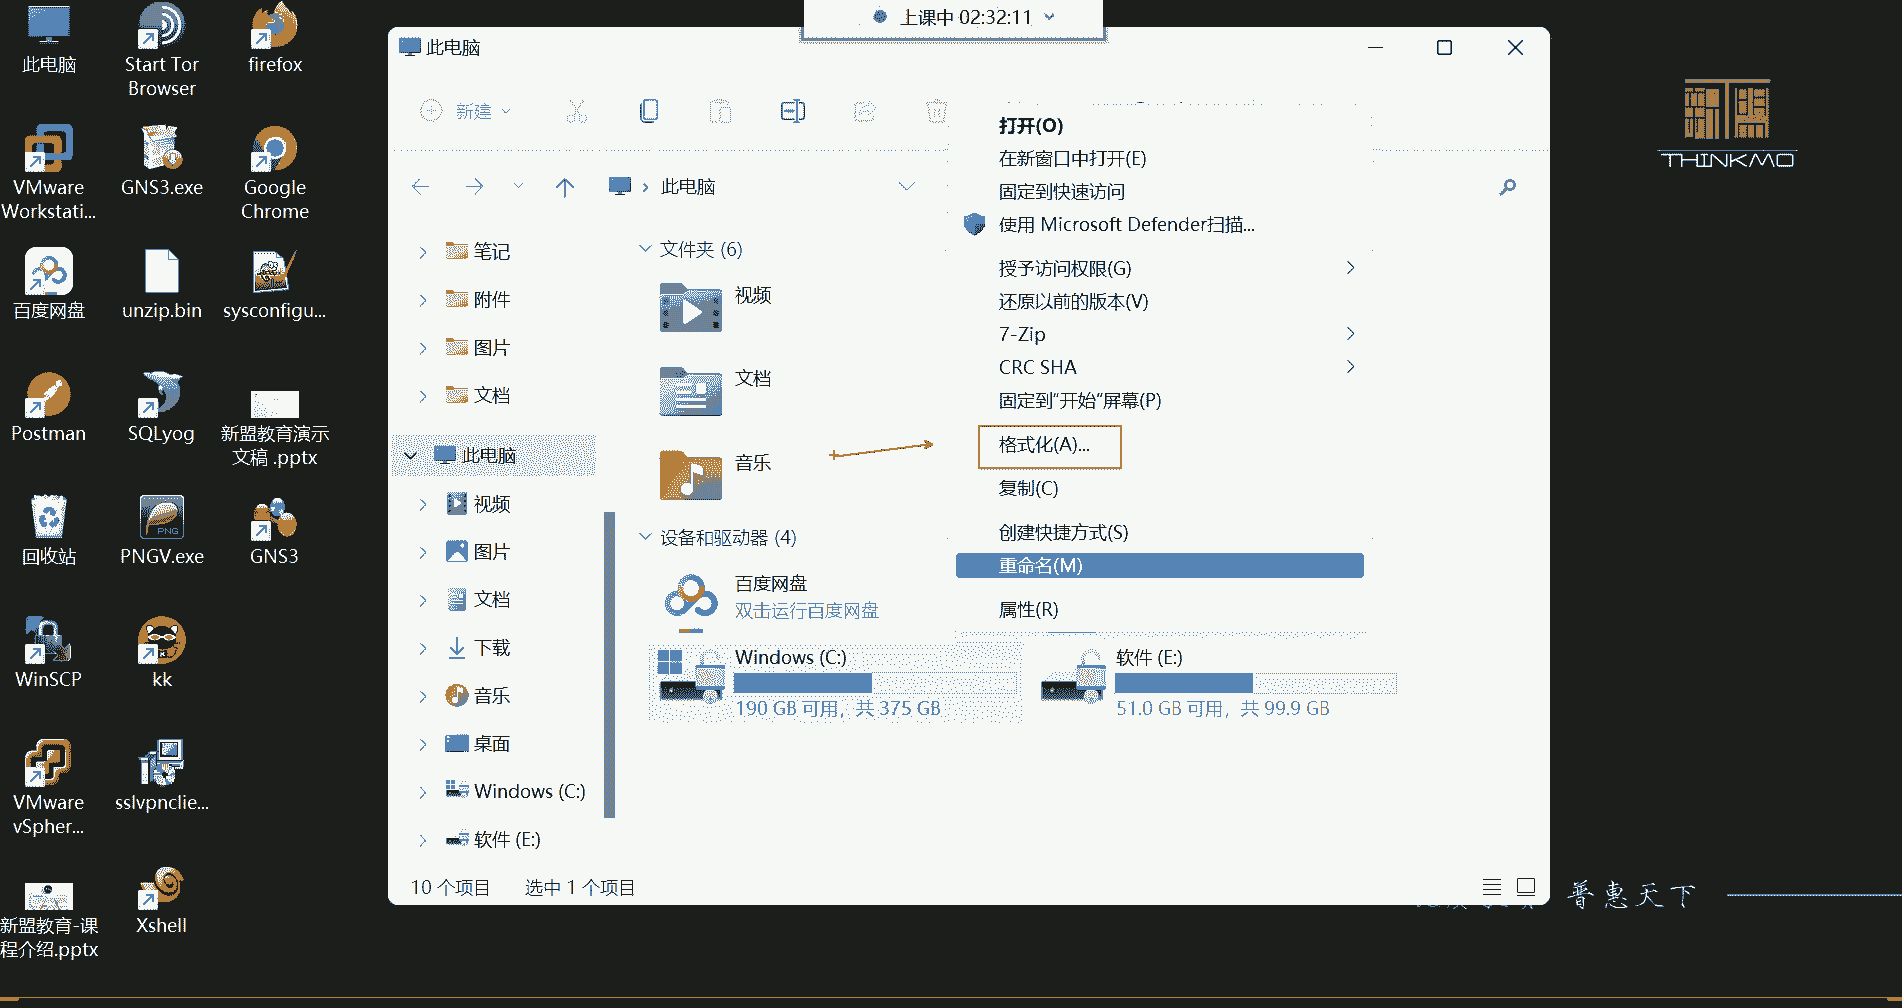 上课中 02:32:11
此电脑
Start Tor
Browser
firefox
VMware
Workstati...
GNS3.exe
Google
Chrome
百度网盘
unzip.bin
sysconfigu...
Postman
SQLyog
新盟教育演示
文稿 .pptx
回收站
PNG
PNGV.exe
GNS3
WinSCP
kk
VMware
vSpher...
sslvpnclie...
新盟教育-课
程介绍.pptx
Xshell
此电脑
新建
此电脑
笔记
附件
图片
文档
此电脑
视频
图片
文档
下载
音乐
桌面
Windows (C:)
软件 (E:)
文件夹 (6)
视频
文档
音乐
设备和驱动器 (4)
百度网盘
双击运行百度网盘
Windows (C:)
190 GB 可用，共 375 GB
软件 (E:)
51.0 GB 可用，共 99.9 GB
打开(O)
在新窗口中打开(E)
固定到快速访问
使用 Microsoft Defender扫描...
授予访问权限(G)
还原以前的版本(V)
7-Zip
CRC SHA
固定到"开始"屏幕(P)
格式化(A)...
复制(C)
创建快捷方式(S)
重命名(M)
属性(R)
10 个项目
选中 1 个项目
THINKMO
普惠天下